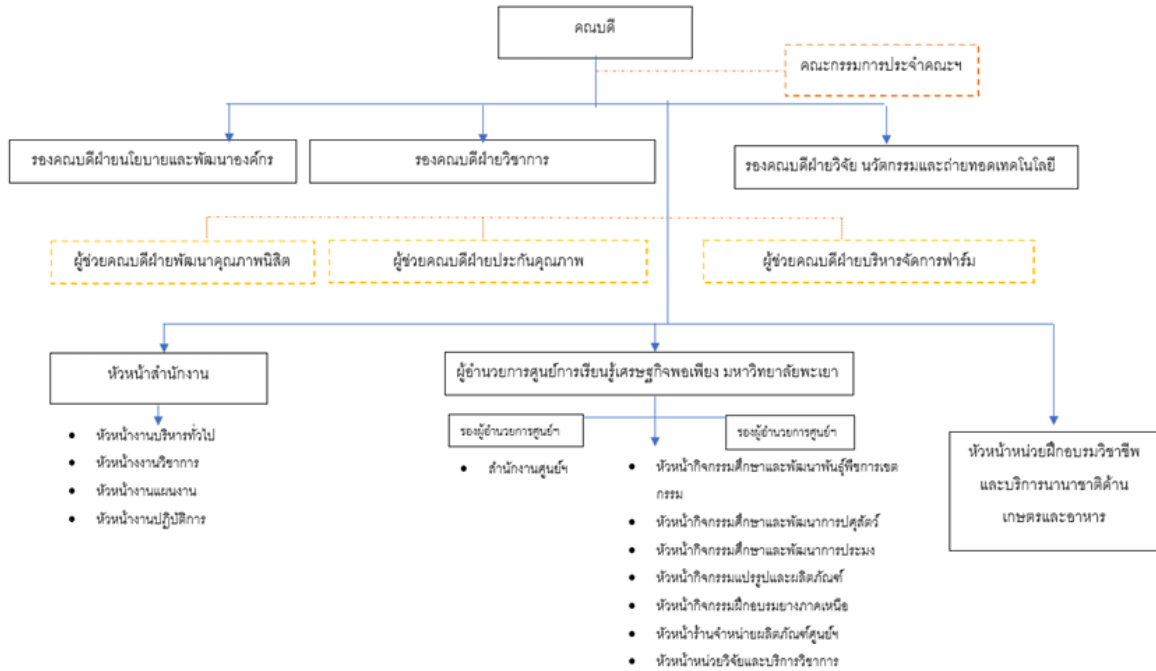 คณบดี
คณะกรรมการประจำคณะฯ
รองคณบดีฝ่ายนโยบายและพัฒนาองค์กร
รองคณบดีฝ่ายวิชาการ
รองคณบดีฝ่ายวิจัย นวัตกรรมและถ่ายทอดเทคโนโลยี
ผู้ช่วยคณบดีฝ่ายพัฒนาคุณภาพนิสิต
ผู้ช่วยคณบดีฝ่ายประกันคุณภาพ
ผู้ช่วยคณบดีฝ่ายบริหารจัดการฟาร์ม
หัวหน้าสำนักงาน
• หัวหน้างานบริหารทั่วไป
• หัวหน้างงานวิชาการ
• หัวหน้างานแผนงาน
• หัวหน้างานปฏิบัติการ
ผู้อำนวยการศูนย์การเรียนรู้เศรษฐกิจพอเพียง มหาวิทยาลัยพะเยา
รองผู้อำนวยการศูนย์ฯ
• สำนักงานศูนย์ฯ
รองผู้อำนวยการศูนย์ฯ
• หัวหน้ากิจกรรมศึกษาและพัฒนาพันธุ์พืชการเขต
กรรม
• หัวหน้ากิจกรรมศึกษาและพัฒนาการปศุสัตว์
• หัวหน้ากิจกรรมศึกษาและพัฒนาการประมง
• หัวหน้ากิจกรรมแปรรูปและผลิตภัณฑ์
• หัวหน้ากิจกรรมฝึกอบรมยางภาคเหนือ
• หัวหน้าร้านจำหน่ายผลิตภัณฑ์ศูนย์ฯ
• หัวหน้าหน่วยวิจัยและบริการวิชาการ
หัวหน้าหน่วยฝึกอบรมวิชาชีพ
และบริการนานาชาติด้าน
เกษตรและอาหาร